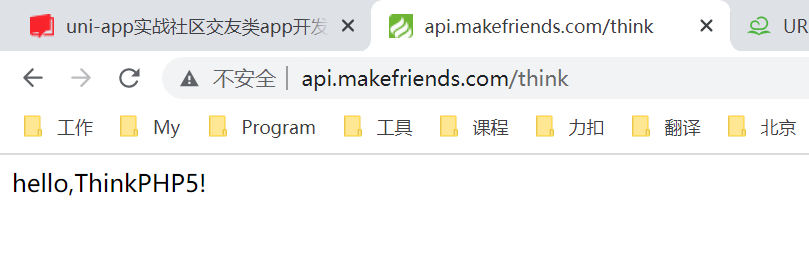 uni-app实战社区交友类app开发
api.makefriends.com/think
UR
不安全 api.makefriends.com/think
工作 My Program 工具 课程 力扣 翻译 北京
hello,ThinkPHP5!